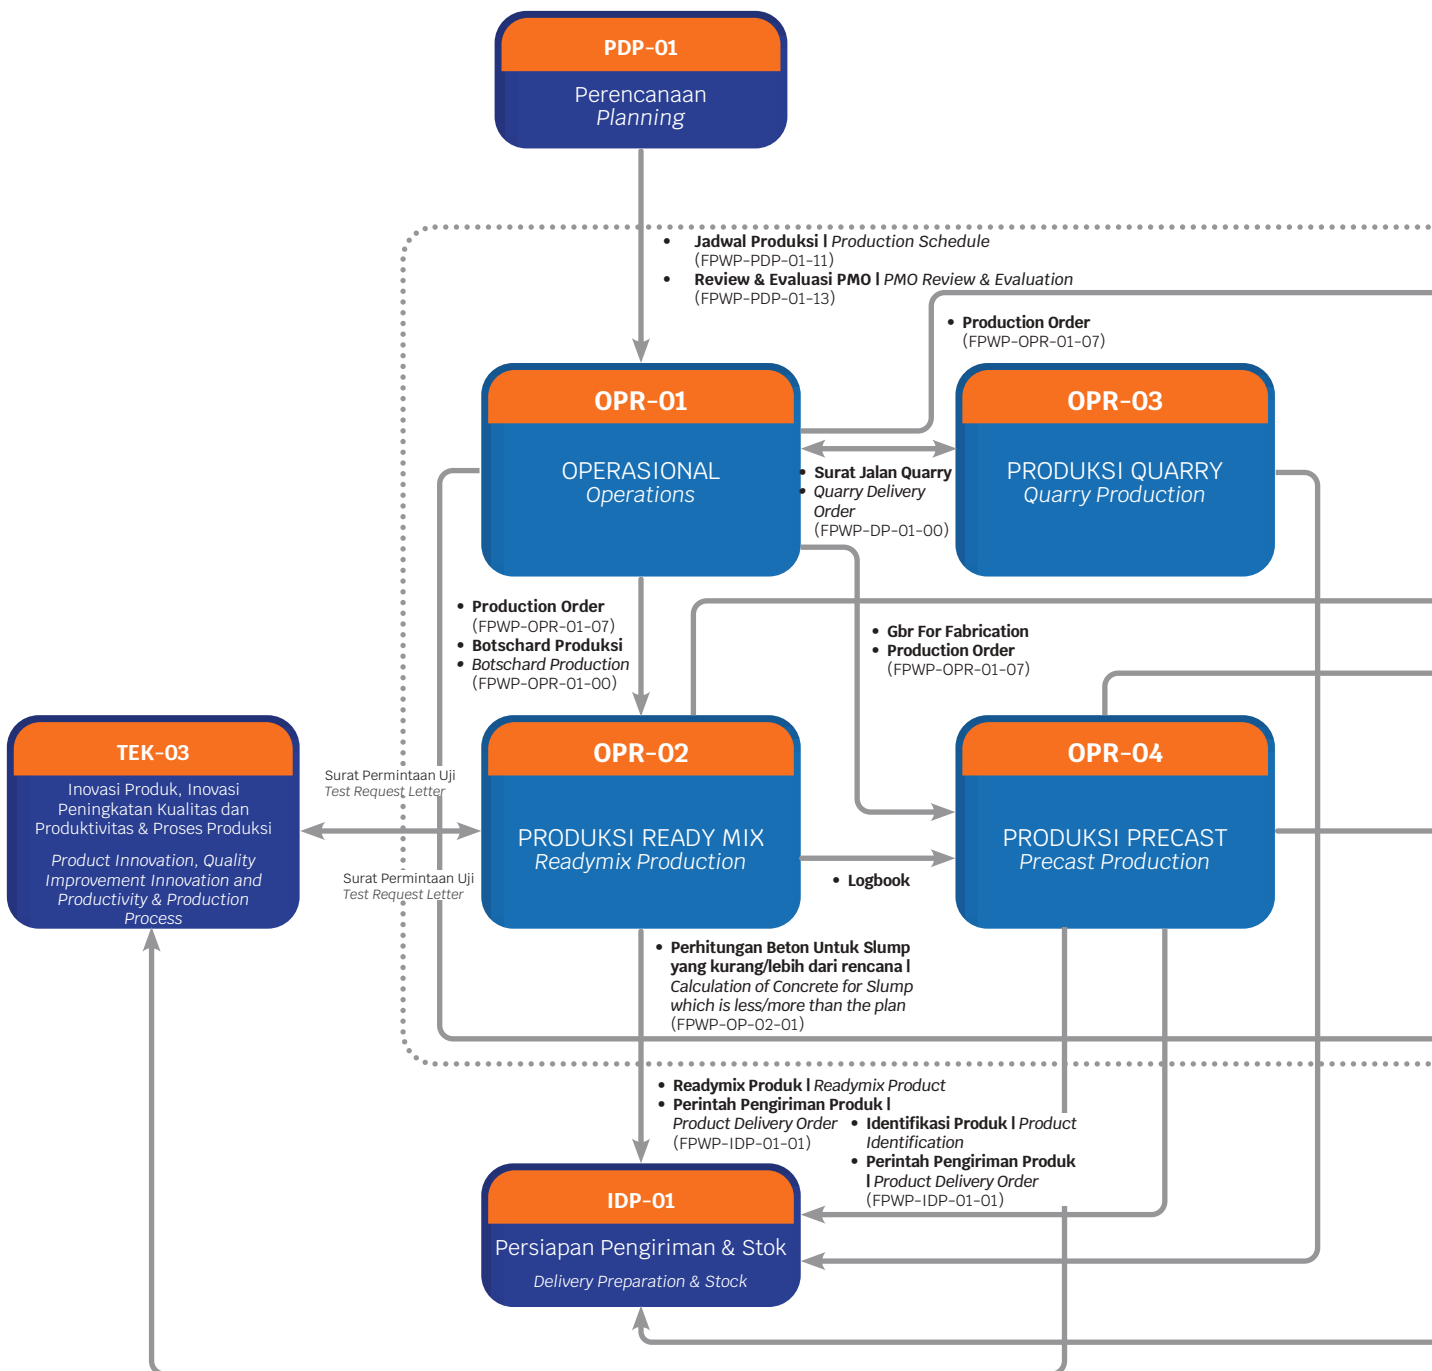 PDP-01
Perencanaan
Planning
• Jadwal Produksi | Production Schedule
(FPWP-PDP-01-11)
• Review & Evaluasi PMO | PMO Review & Evaluation
(FPWP-PDP-01-13)
• Production Order
(FPWP-OPR-01-07)
OPR-01
OPERASIONAL
Operations
• Surat Jalan Quarry
• Quarry Delivery
Order
(FPWP-DP-01-00)
OPR-03
PRODUKSI QUARRY
Quarry Production
• Production Order
(FPWP-OPR-01-07)
• Botschard Produksi
• Botschard Production
(FPWP-OPR-01-00)
• Gbr For Fabrication
• Production Order
(FPWP-OPR-01-07)
TEK-03
Inovasi Produk, Inovasi
Peningkatan Kualitas dan
Produktivitas & Proses Produksi
Product Innovation, Quality
Improvement Innovation and
Productivity & Production
Process
Surat Permintaan Uji
Test Request Letter
Surat Permintaan Uji
Test Request Letter
OPR-02
PRODUKSI READY MIX
Readymix Production
• Logbook
OPR-04
PRODUKSI PRECAST
Precast Production
• Perhitungan Beton Untuk Slump
yang kurang/lebih dari rencana |
Calculation of Concrete for Slump
which is less/more than the plan
(FPWP-OP-02-01)
• Readymix Produk | Readymix Product
• Perintah Pengiriman Produk |
Product Delivery Order
(FPWP-IDP-01-01)
• Identifikasi Produk | Product
Identification
• Perintah Pengiriman Produk
| Product Delivery Order
(FPWP-IDP-01-01)
IDP-01
Persiapan Pengiriman & Stok
Delivery Preparation & Stock